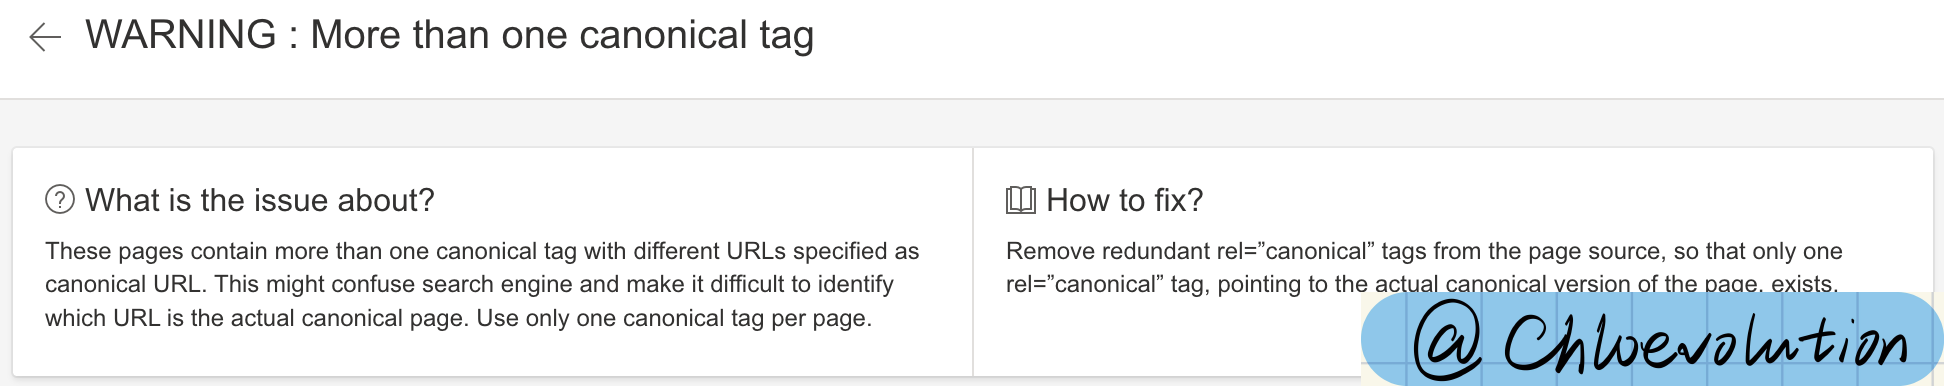 WARNING : More than one canonical tag
What is the issue about?
These pages contain more than one canonical tag with different URLs specified as
canonical URL. This might confuse search engine and make it difficult to identify
which URL is the actual canonical page. Use only one canonical tag per page.
How to fix?
Remove redundant rel=”canonical” tags from the page source, so that only one
rel=”canonical” tag, pointing to the actual canonical version of the page, exists.
@Chloevolution